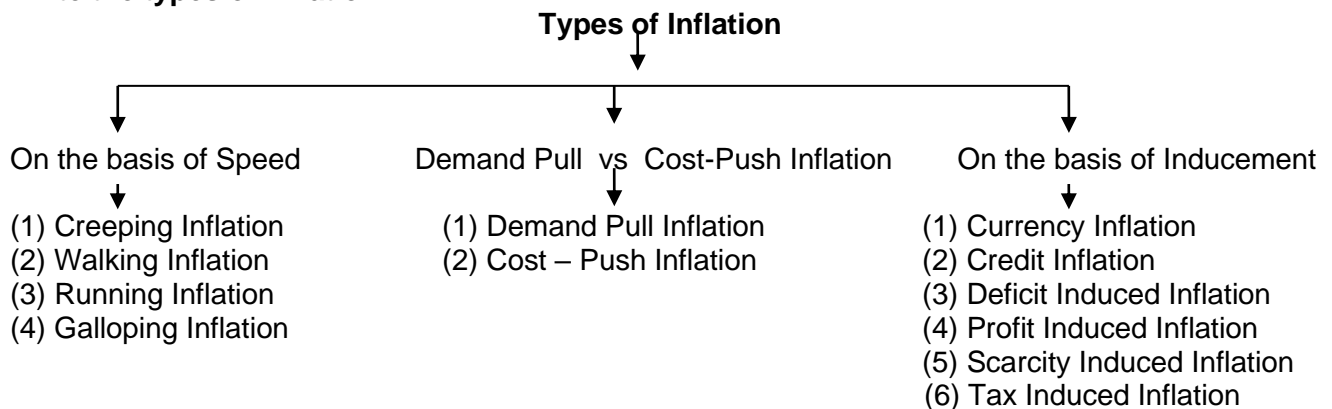 Types of Inflation
On the basis of Speed
(1) Creeping Inflation
(2) Walking Inflation
(3) Running Inflation
(4) Galloping Inflation
Demand Pull vs Cost-Push Inflation
(1) Demand Pull Inflation
(2) Cost – Push Inflation
On the basis of Inducement
(1) Currency Inflation
(2) Credit Inflation
(3) Deficit Induced Inflation
(4) Profit Induced Inflation
(5) Scarcity Induced Inflation
(6) Tax Induced Inflation